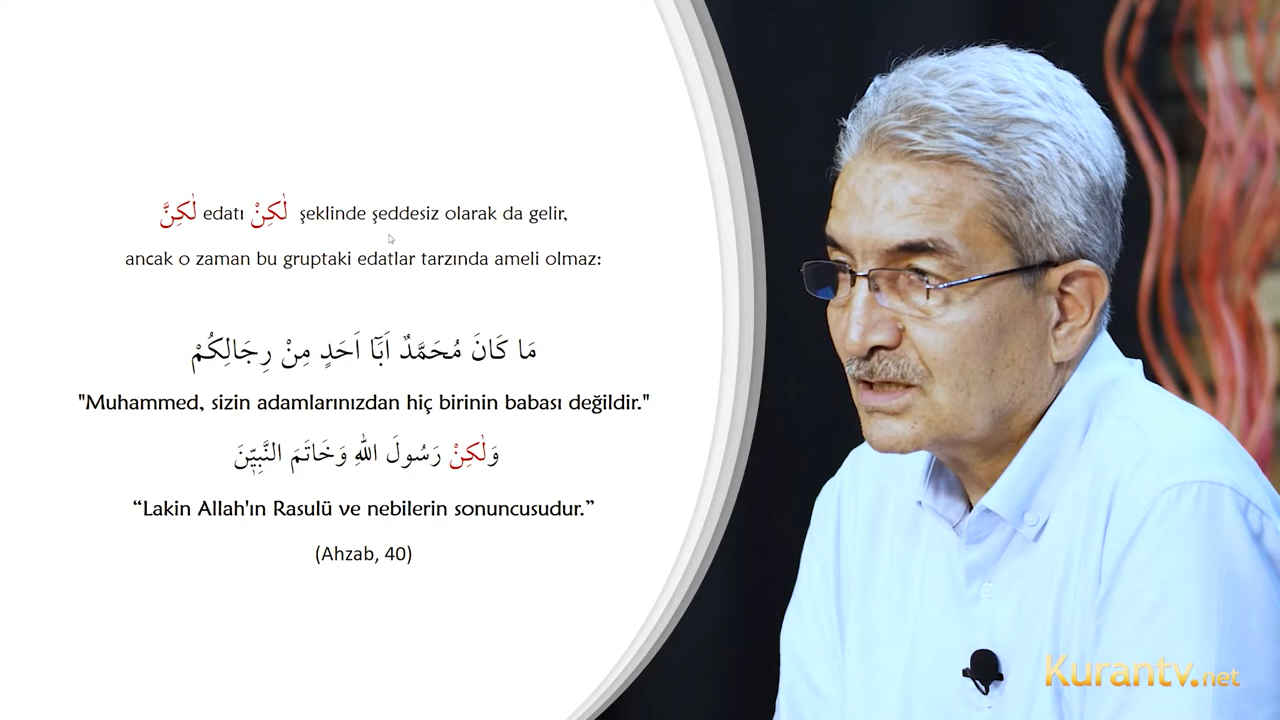 لٰكِنَّ edatı لٰكِنْ şeklinde şeddesiz olarak da gelir,
ancak o zaman bu gruptaki edatlar tarzında ameli olmaz:
مَا كَانَ مُحَمَّدٌ اَبَٓا اَحَدٍ مِنْ رِجَالِكُمْ
"Muhammed, sizin adamlarınızdan hiç birinin babası değildir."
وَلٰكِنْ رَسُولَ اللّٰهِ وَخَاتَمَ النَّبِيّ۪نَ
“Lakin Allah'ın Rasulü ve nebilerin sonuncusudur.”
(Ahzab, 40)
Kurantv.net